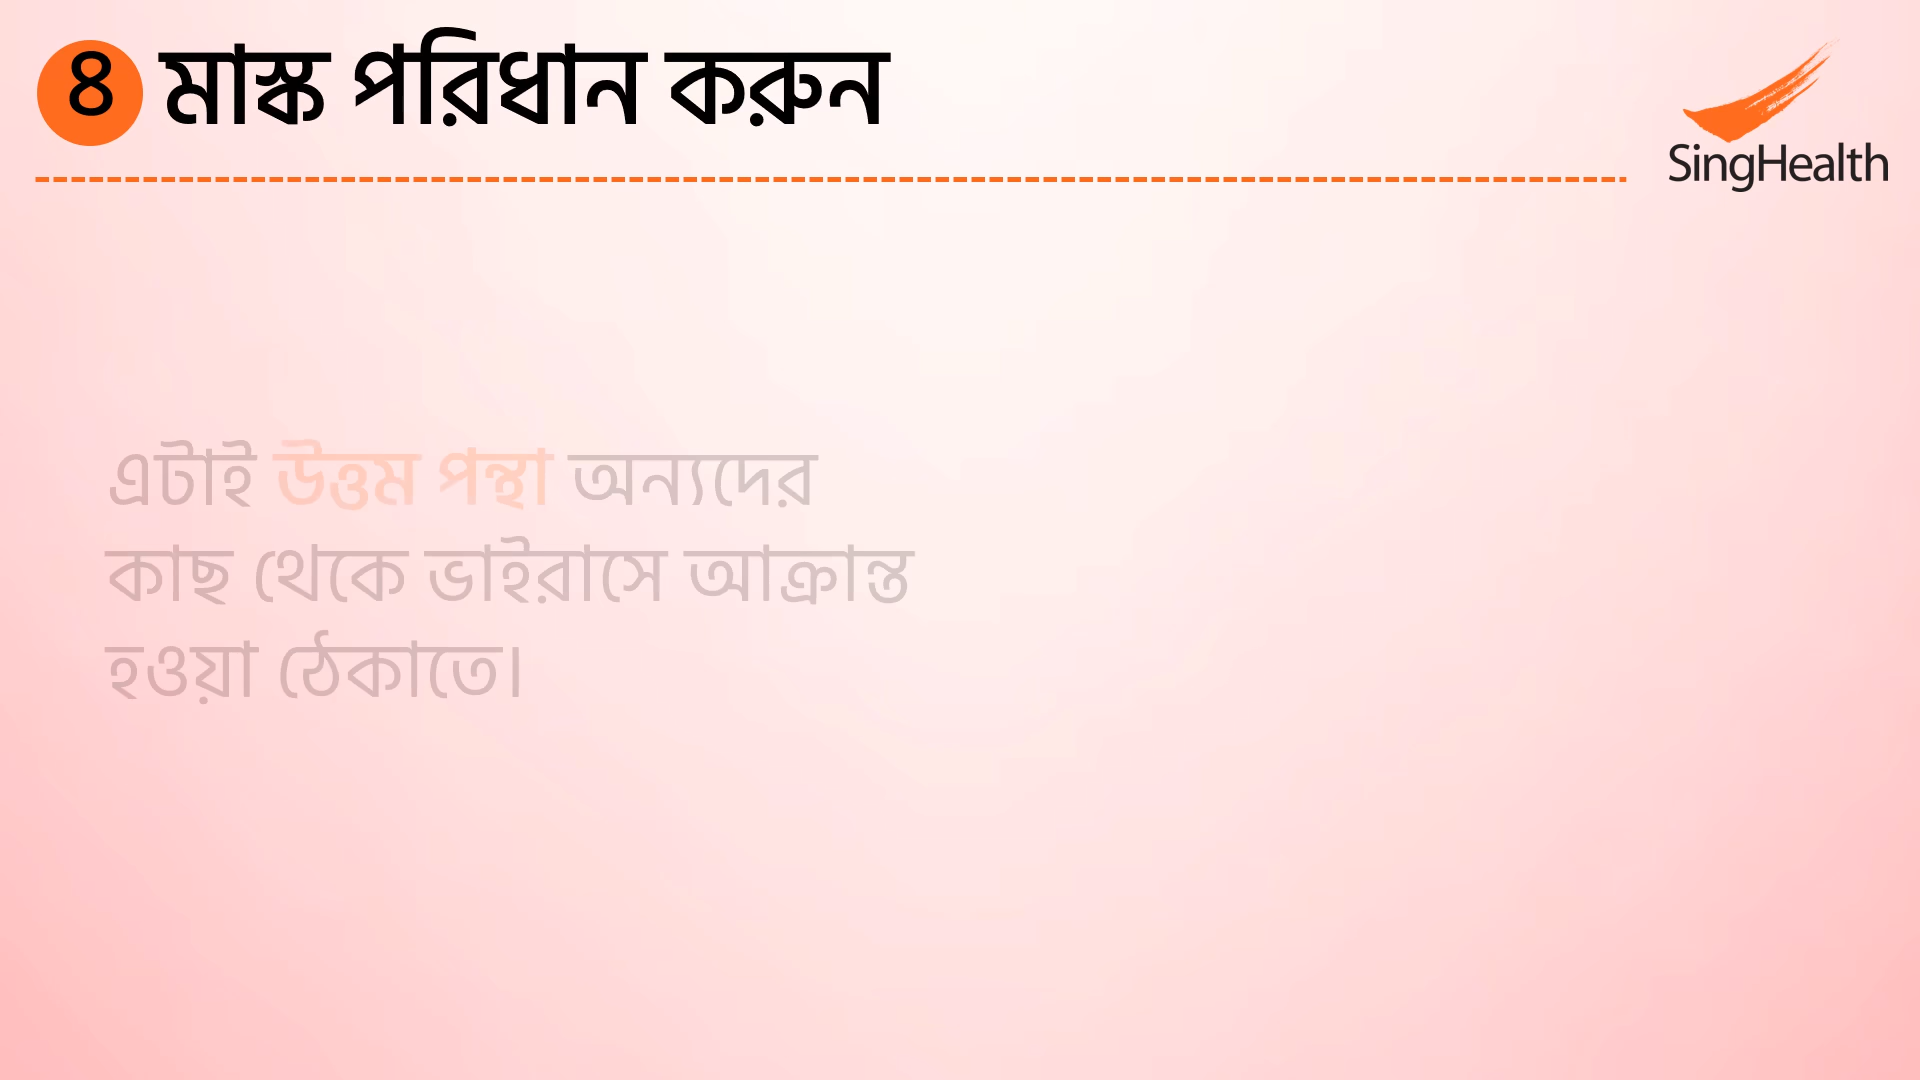 ৪ মাস্ক পরিধান করুন
SingHealth
এটাই উত্তম পন্থা অন্যদের
কাছ থেকে ভাইরাসে আক্রান্ত
হওয়া ঠেকাতে।